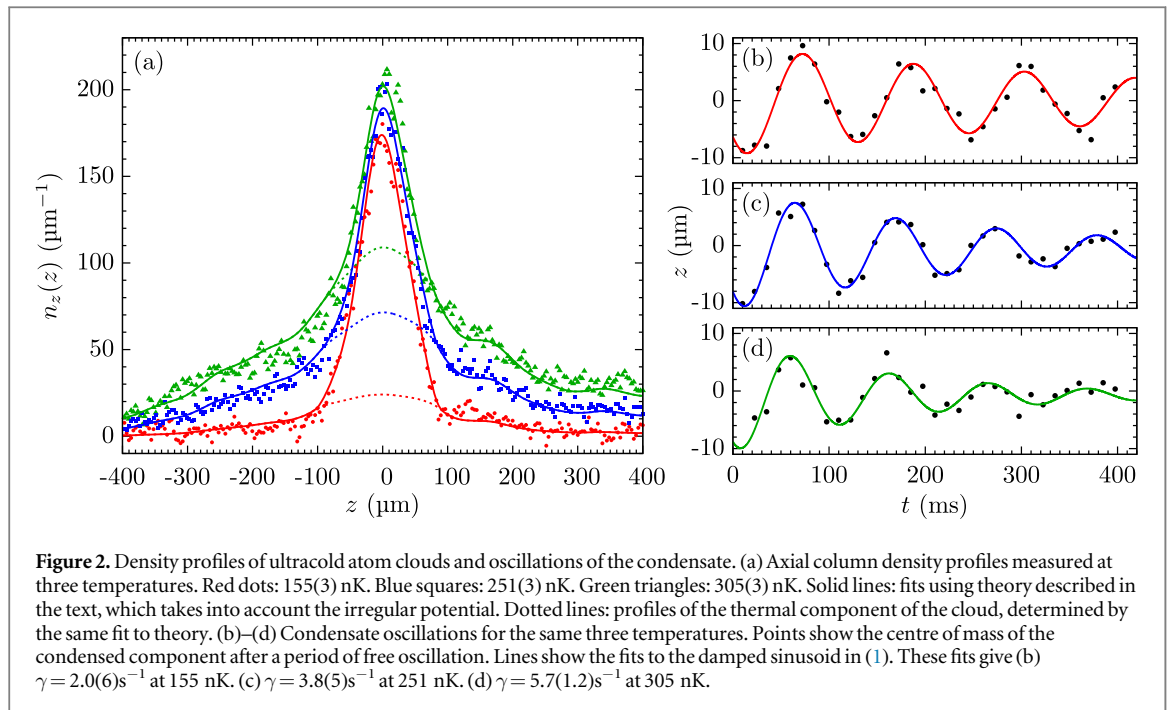 (a)
200
150
100
50
0
n_z(z) (µm⁻¹)
-400 -300 -200 -100 0 100 200 300 400
z (µm)
(b)
10
0
-10
(c)
10
0
-10
z (µm)
(d)
10
0
-10
0 100 200 300 400
t (ms)
Figure 2. Density profiles of ultracold atom clouds and oscillations of the condensate. (a) Axial column density profiles measured at
three temperatures. Red dots: 155(3) nK. Blue squares: 251(3) nK. Green triangles: 305(3) nK. Solid lines: fits using theory described in
the text, which takes into account the irregular potential. Dotted lines: profiles of the thermal component of the cloud, determined by
the same fit to theory. (b)–(d) Condensate oscillations for the same three temperatures. Points show the centre of mass of the
condensed component after a period of free oscillation. Lines show the fits to the damped sinusoid in (1). These fits give (b)
γ = 2.0(6)s⁻¹ at 155 nK. (c) γ = 3.8(5)s⁻¹ at 251 nK. (d) γ = 5.7(1.2)s⁻¹ at 305 nK.